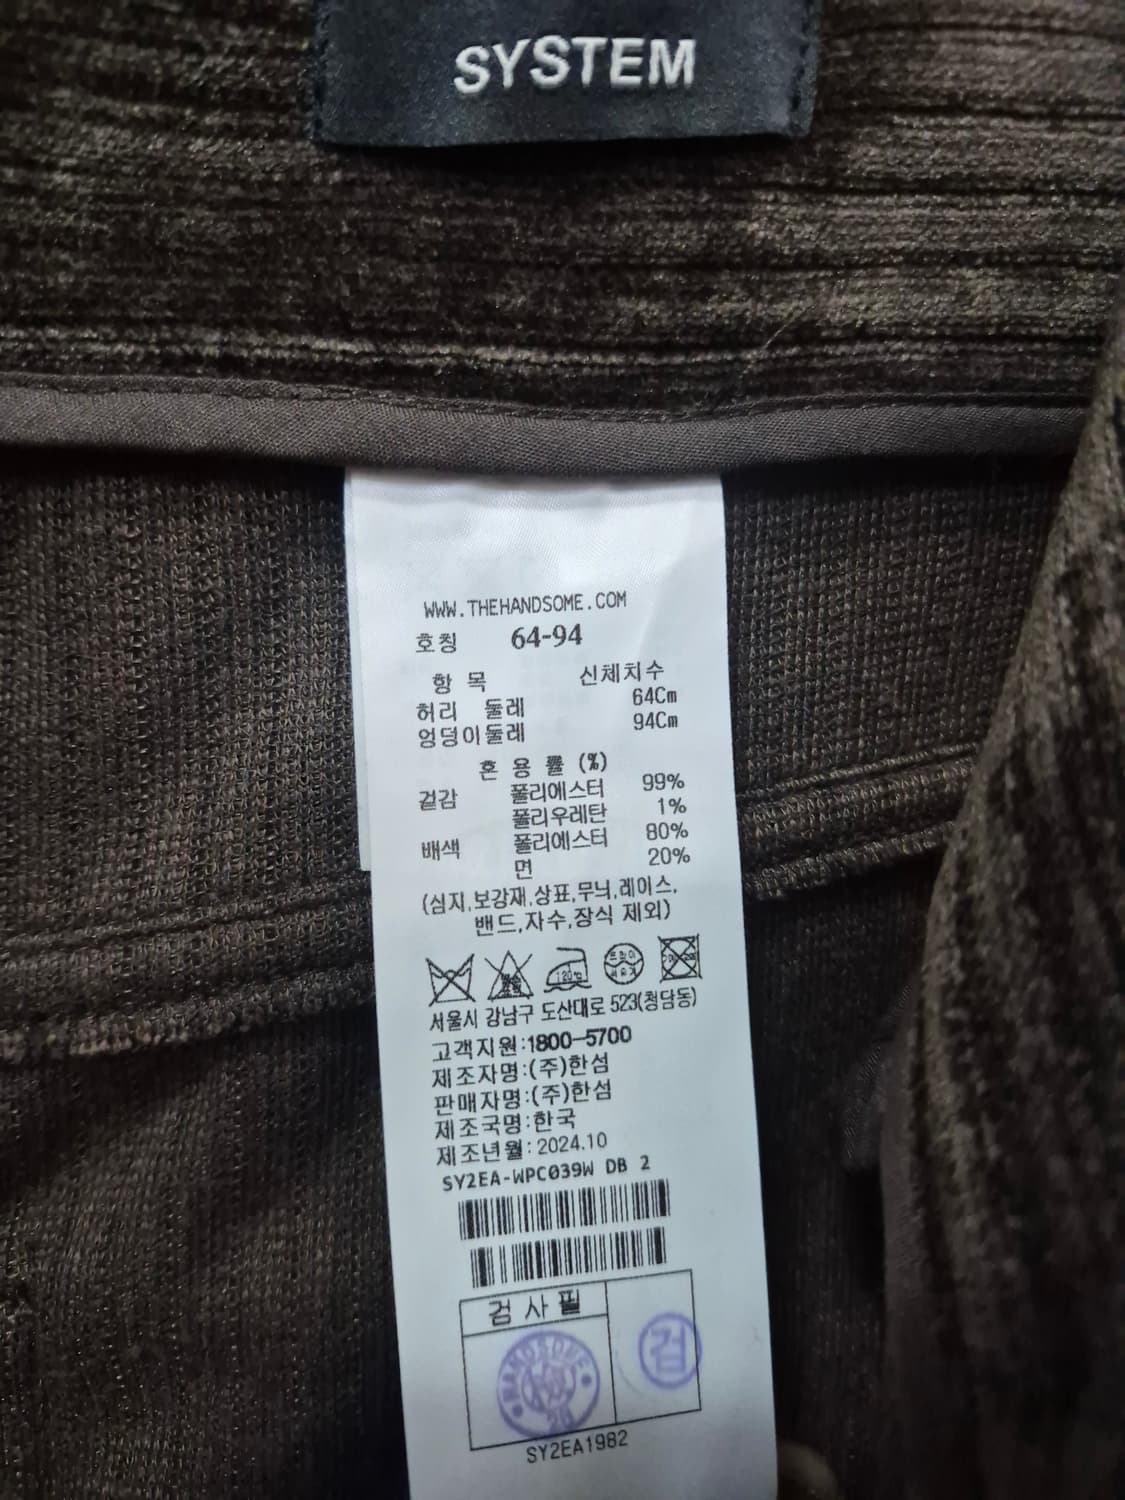 SYSTEM
WWW.THEHANDSOME.COM
호칭 64-94
항 목 신체치수
허리 둘레 64Cm
엉덩이둘레 94Cm
혼 용 률 (%)
겉감 폴리에스터 99%
폴리우레탄 1%
배색 폴리에스터 80%
면 20%
(심지,보강재,상표,무늬,레이스,
밴드,자수,장식 제외)
서울시 강남구 도산대로 523(청담동)
고객지원:1800-5700
제조자명:(주)한섬
판매자명:(주)한섬
제조국명:한국
제조년월:2024.10
SY2EA-WPC039W DB 2
검 사 필
HANDSOME
검
SY2EA1982